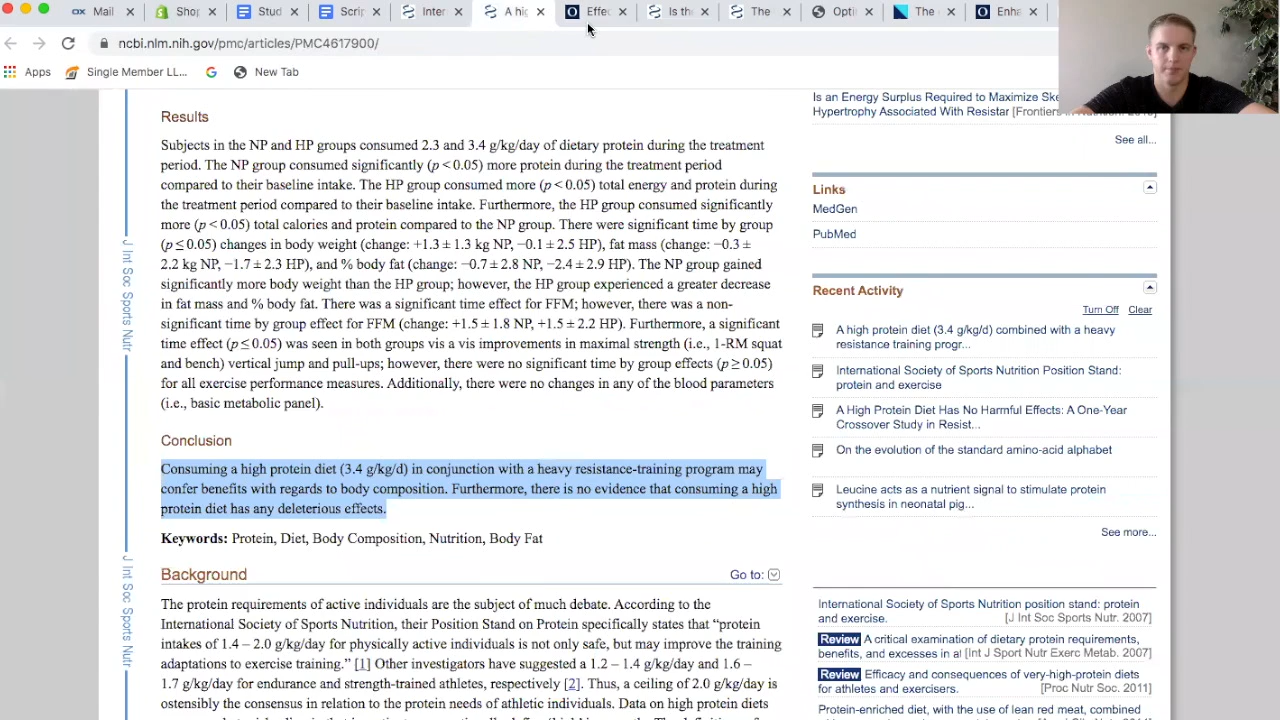 Mail
Shop
Stud
Scrip
Inter
A hig
Effec
Is the
The
Opti
The
Enha
ncbi.nlm.nih.gov/pmc/articles/PMC4617900/
Apps
Single Member LL...
New Tab
Results
Subjects in the NP and HP groups consumed 2.3 and 3.4 g/kg/day of dietary protein during the treatment
period. The NP group consumed significantly (p < 0.05) more protein during the treatment period
compared to their baseline intake. The HP group consumed more (p < 0.05) total energy and protein during
the treatment period compared to their baseline intake. Furthermore, the HP group consumed significantly
more (p < 0.05) total calories and protein compared to the NP group. There were significant time by group
(p ≤ 0.05) changes in body weight (change: +1.3 ± 1.3 kg NP, −0.1 ± 2.5 HP), fat mass (change: −0.3 ±
2.2 kg NP, −1.7 ± 2.3 HP), and % body fat (change: −0.7 ± 2.8 NP, −2.4 ± 2.9 HP). The NP group gained
significantly more body weight than the HP group; however, the HP group experienced a greater decrease
in fat mass and % body fat. There was a significant time effect for FFM; however, there was a non-
significant time by group effect for FFM (change: +1.5 ± 1.8 NP, +1.5 ± 2.2 HP). Furthermore, a significant
time effect (p ≤ 0.05) was seen in both groups vis a vis improvements in maximal strength (i.e., 1-RM squat
and bench) vertical jump and pull-ups; however, there were no significant time by group effects (p ≥ 0.05)
for all exercise performance measures. Additionally, there were no changes in any of the blood parameters
(i.e., basic metabolic panel).
Conclusion
Consuming a high protein diet (3.4 g/kg/d) in conjunction with a heavy resistance-training program may
confer benefits with regards to body composition. Furthermore, there is no evidence that consuming a high
protein diet has any deleterious effects.
Keywords: Protein, Diet, Body Composition, Nutrition, Body Fat
Background
Go to:
The protein requirements of active individuals are the subject of much debate. According to the
International Society of Sports Nutrition, their Position Stand on Protein specifically states that “protein
intakes of 1.4 – 2.0 g/kg/day for physically active individuals is not only safe, but may improve the training
adaptations to exercise training.” [1] Other investigators have suggested a 1.2 – 1.4 g/kg/day and 1.6 –
1.7 g/kg/day for endurance and strength-trained athletes, respectively [2]. Thus, a ceiling of 2.0 g/kg/day is
ostensibly the consensus in relation to the protein needs of athletic individuals. Data on high protein diets
J Int Soc Sports Nutr
J Int Soc Sports Nutr
J Int Soc Sports Nutr
Is an Energy Surplus Required to Maximize Ske
Hypertrophy Associated With Resistar [Frontiers
See all...
Links
MedGen
PubMed
Recent Activity
Turn Off Clear
A high protein diet (3.4 g/kg/d) combined with a heavy
resistance training progr...
International Society of Sports Nutrition Position Stand:
protein and exercise
A High Protein Diet Has No Harmful Effects: A One-Year
Crossover Study in Resist...
On the evolution of the standard amino-acid alphabet
Leucine acts as a nutrient signal to stimulate protein
synthesis in neonatal pig...
See more...
International Society of Sports Nutrition position stand: protein
and exercise. [J Int Soc Sports Nutr. 2007]
Review A critical examination of dietary protein requirements,
benefits, and excesses in al [Int J Sport Nutr Exerc Metab. 2007]
Review Efficacy and consequences of very-high-protein diets
for athletes and exercisers. [Proc Nutr Soc. 2011]
Protein-enriched diet, with the use of lean red meat, combined